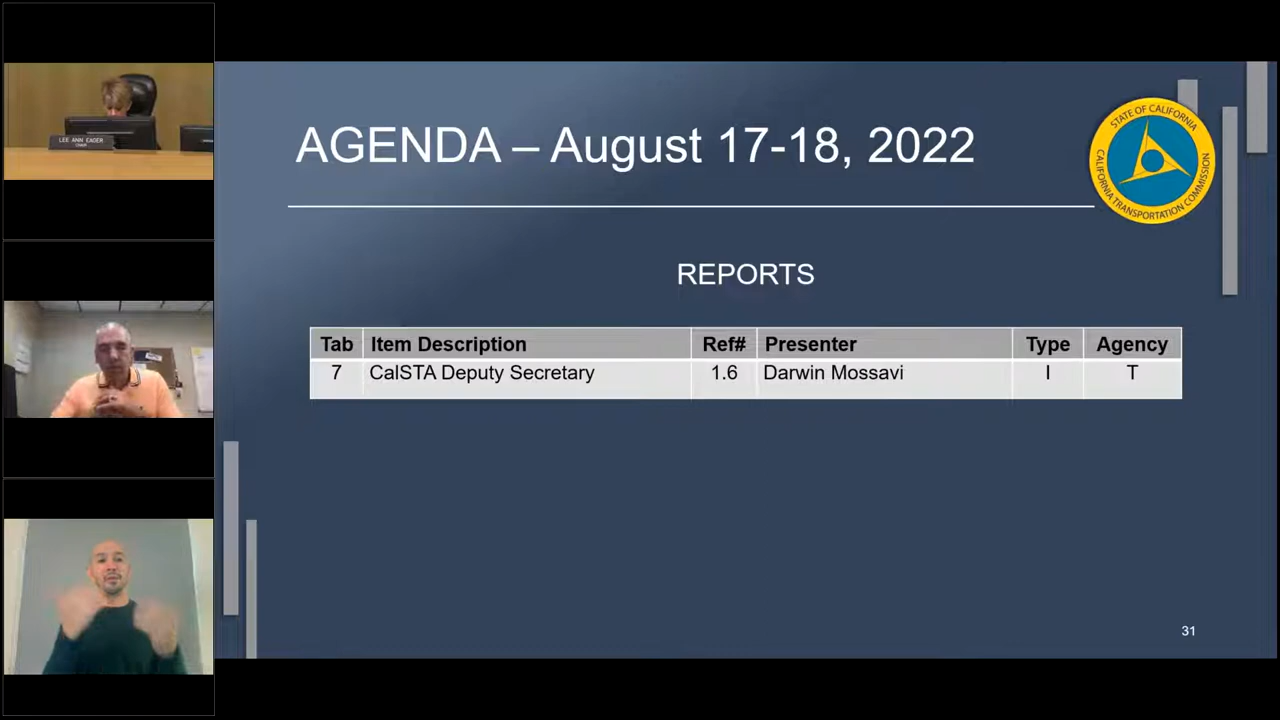 LEE ANN EAGER
CHAIR
AGENDA – August 17-18, 2022
STATE OF CALIFORNIA
CALIFORNIA TRANSPORTATION COMMISSION
REPORTS
Tab Item Description Ref# Presenter Type Agency
7 CalSTA Deputy Secretary 1.6 Darwin Mossavi I T
31